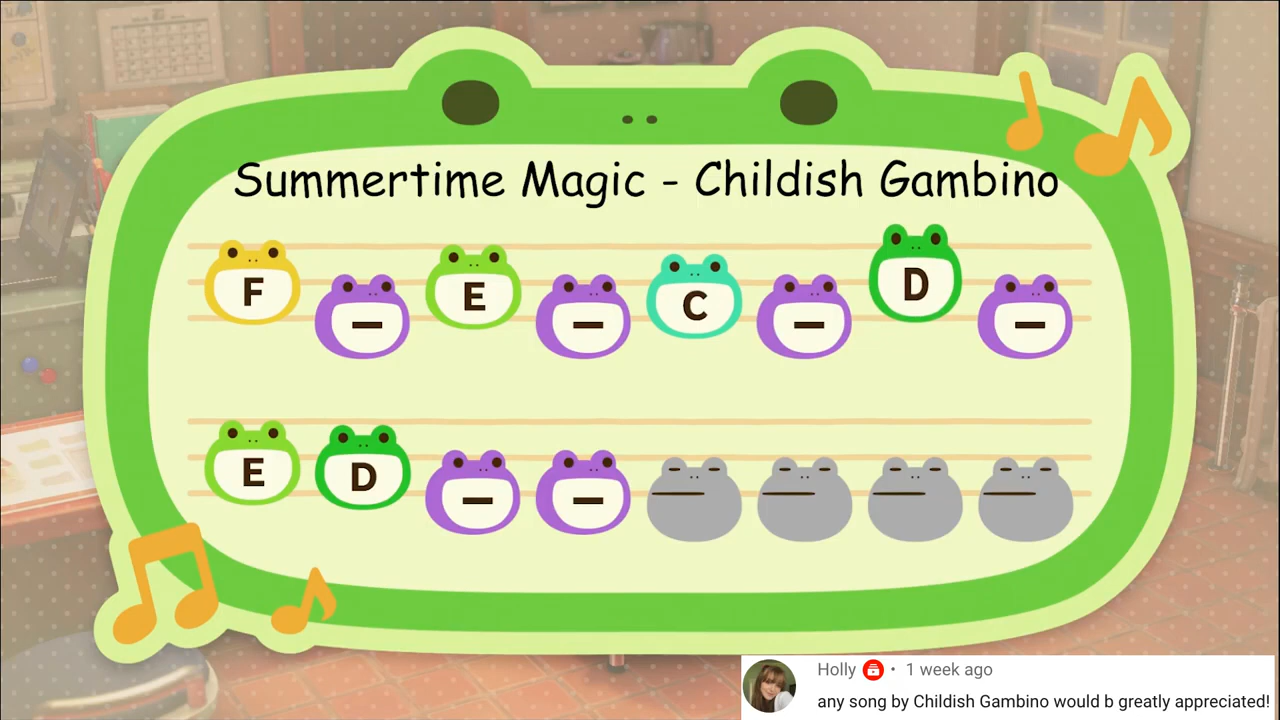 Summertime Magic - Childish Gambino
F - E - C - D -
E D - -
Holly • 1 week ago
any song by Childish Gambino would b greatly appreciated!